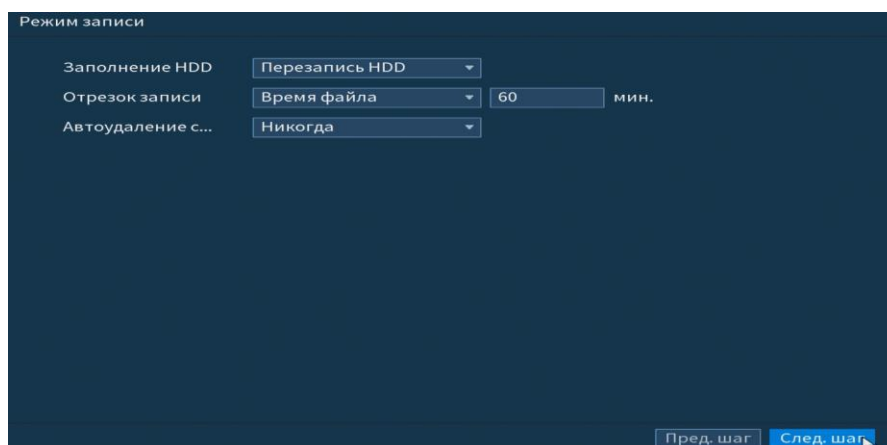 Режим записи
Заполнение HDD Перезапись HDD
Отрезок записи Время файла 60 мин.
Автоудаление с... Никогда
Пред. шаг След. шаг